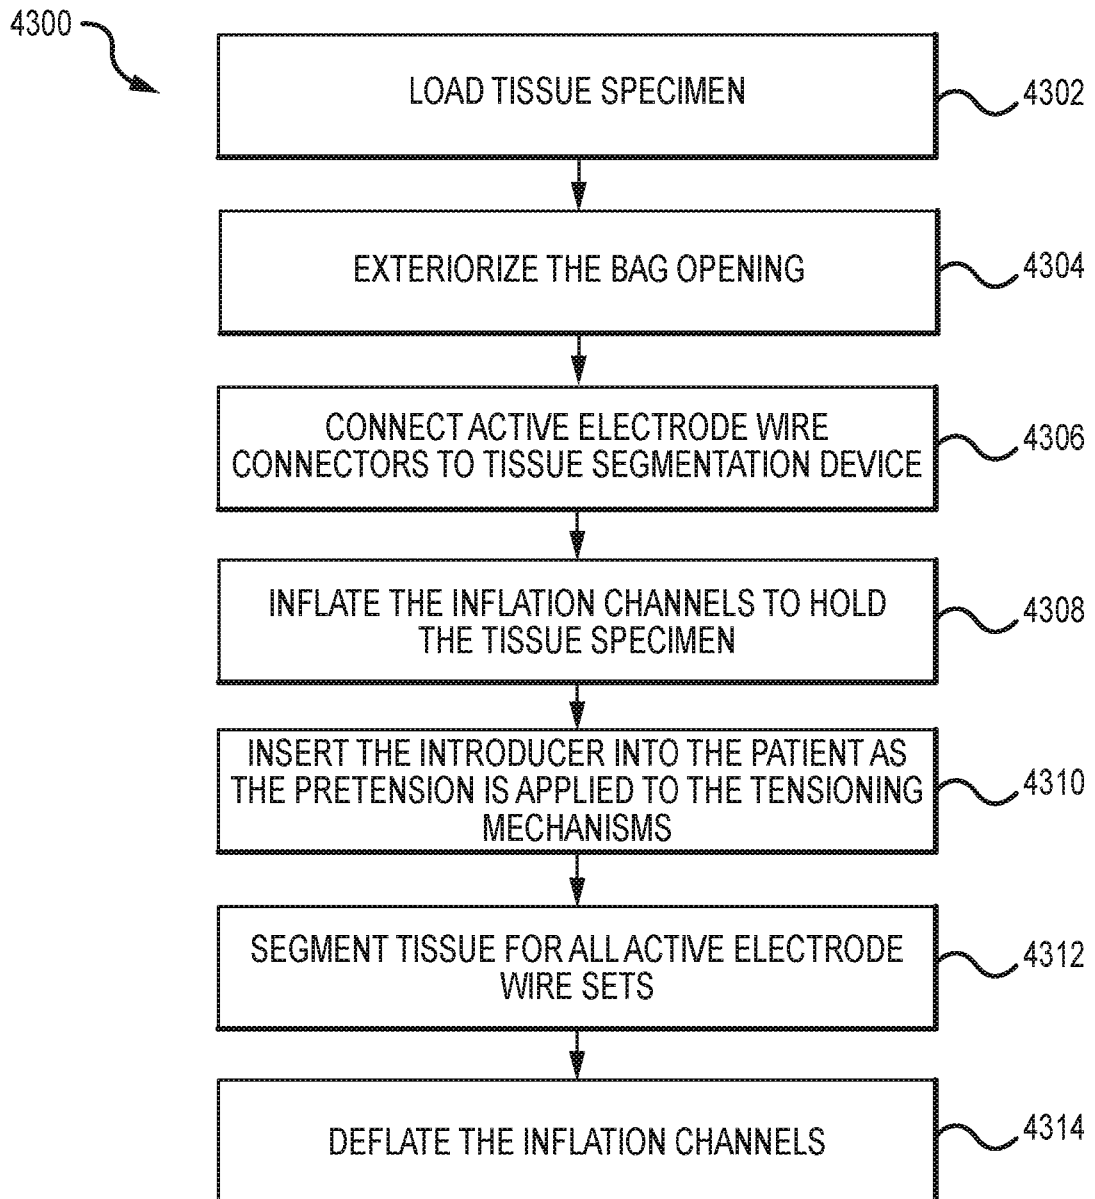 4300
LOAD TISSUE SPECIMEN
4302
EXTERIORIZE THE BAG OPENING
4304
CONNECT ACTIVE ELECTRODE WIRE
CONNECTORS TO TISSUE SEGMENTATION DEVICE
4306
INFLATE THE INFLATION CHANNELS TO HOLD
THE TISSUE SPECIMEN
4308
INSERT THE INTRODUCER INTO THE PATIENT AS
THE PRETENSION IS APPLIED TO THE TENSIONING
MECHANISMS
4310
SEGMENT TISSUE FOR ALL ACTIVE ELECTRODE
WIRE SETS
4312
DEFLATE THE INFLATION CHANNELS
4314